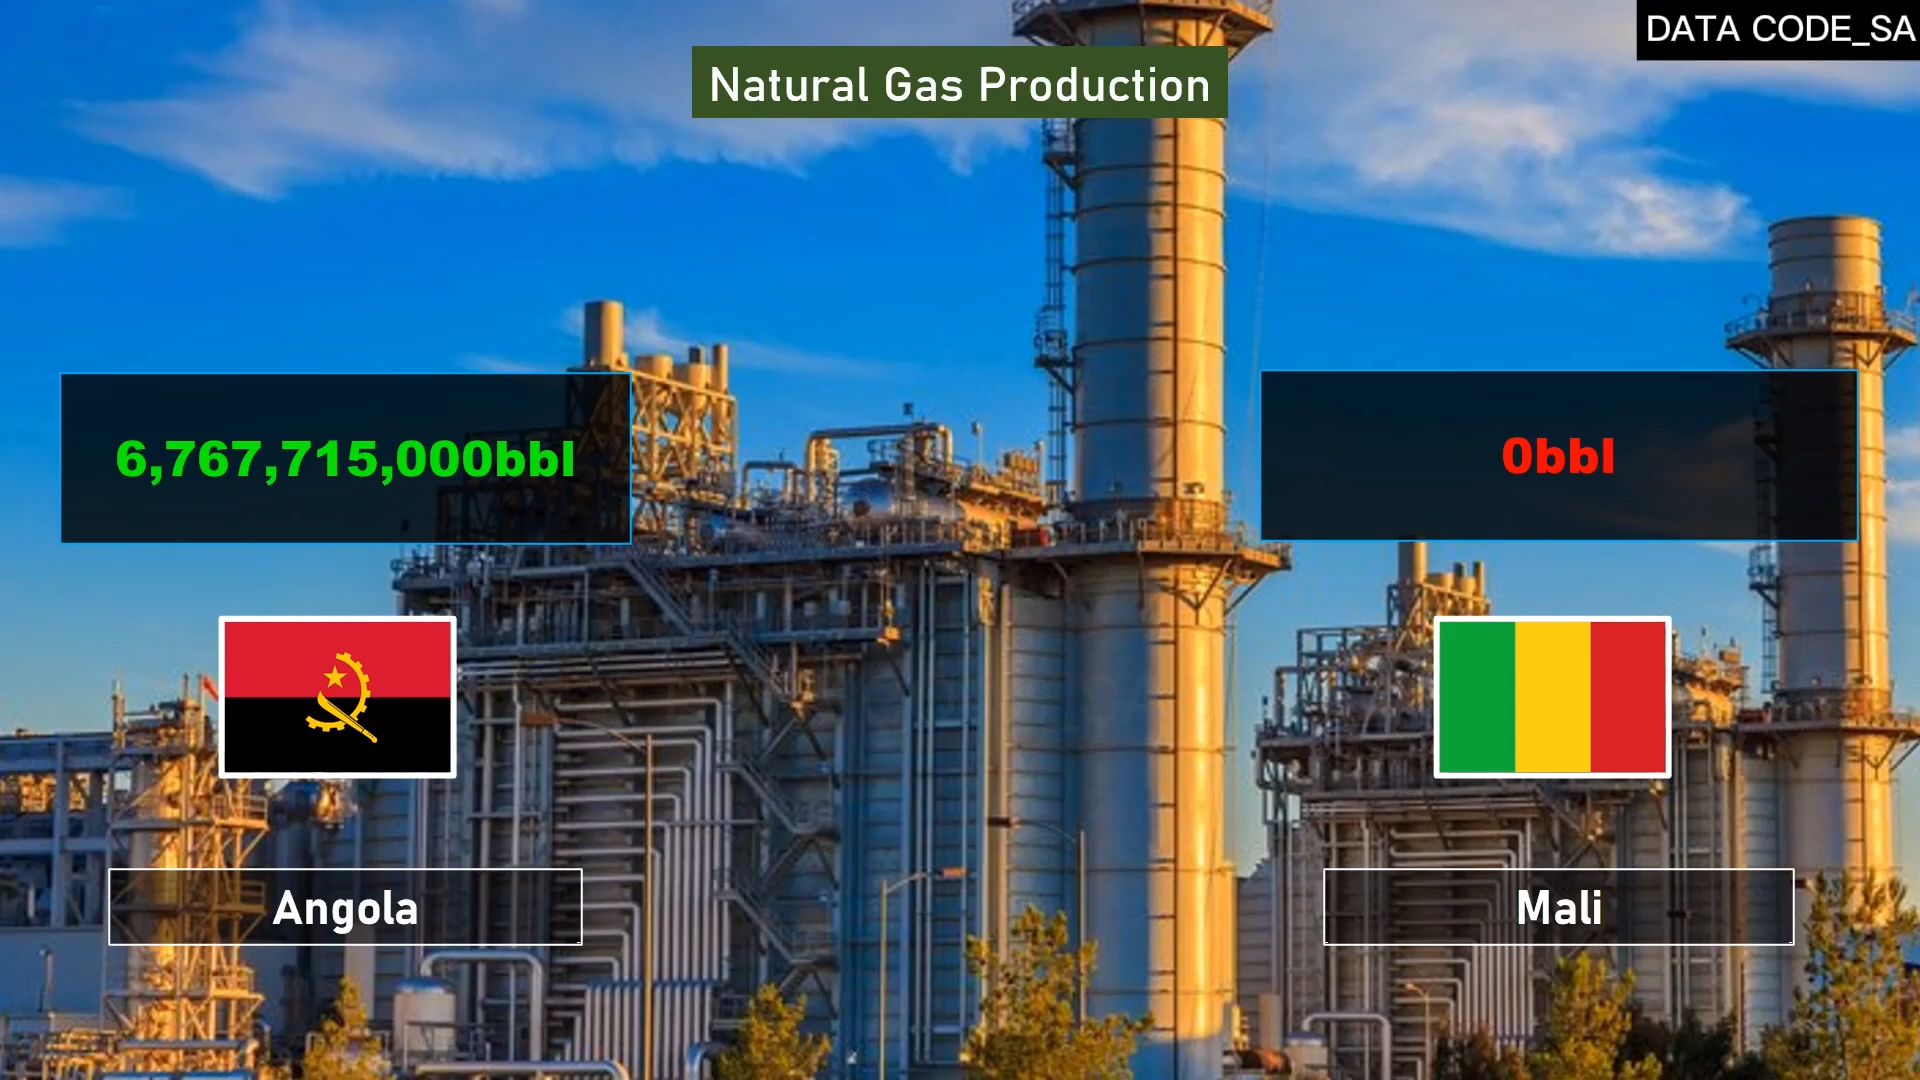 DATA CODE_SA
Natural Gas Production
6,767,715,000bbl
0bbl
Angola
Mali